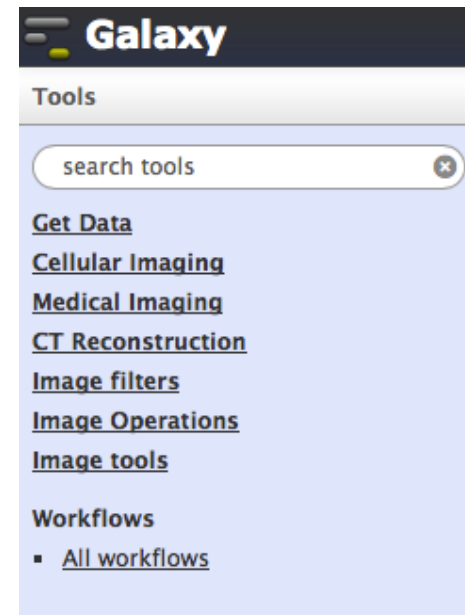 Galaxy
Tools
search tools
Get Data
Cellular Imaging
Medical Imaging
CT Reconstruction
Image filters
Image Operations
Image tools
Workflows
▪ All workflows